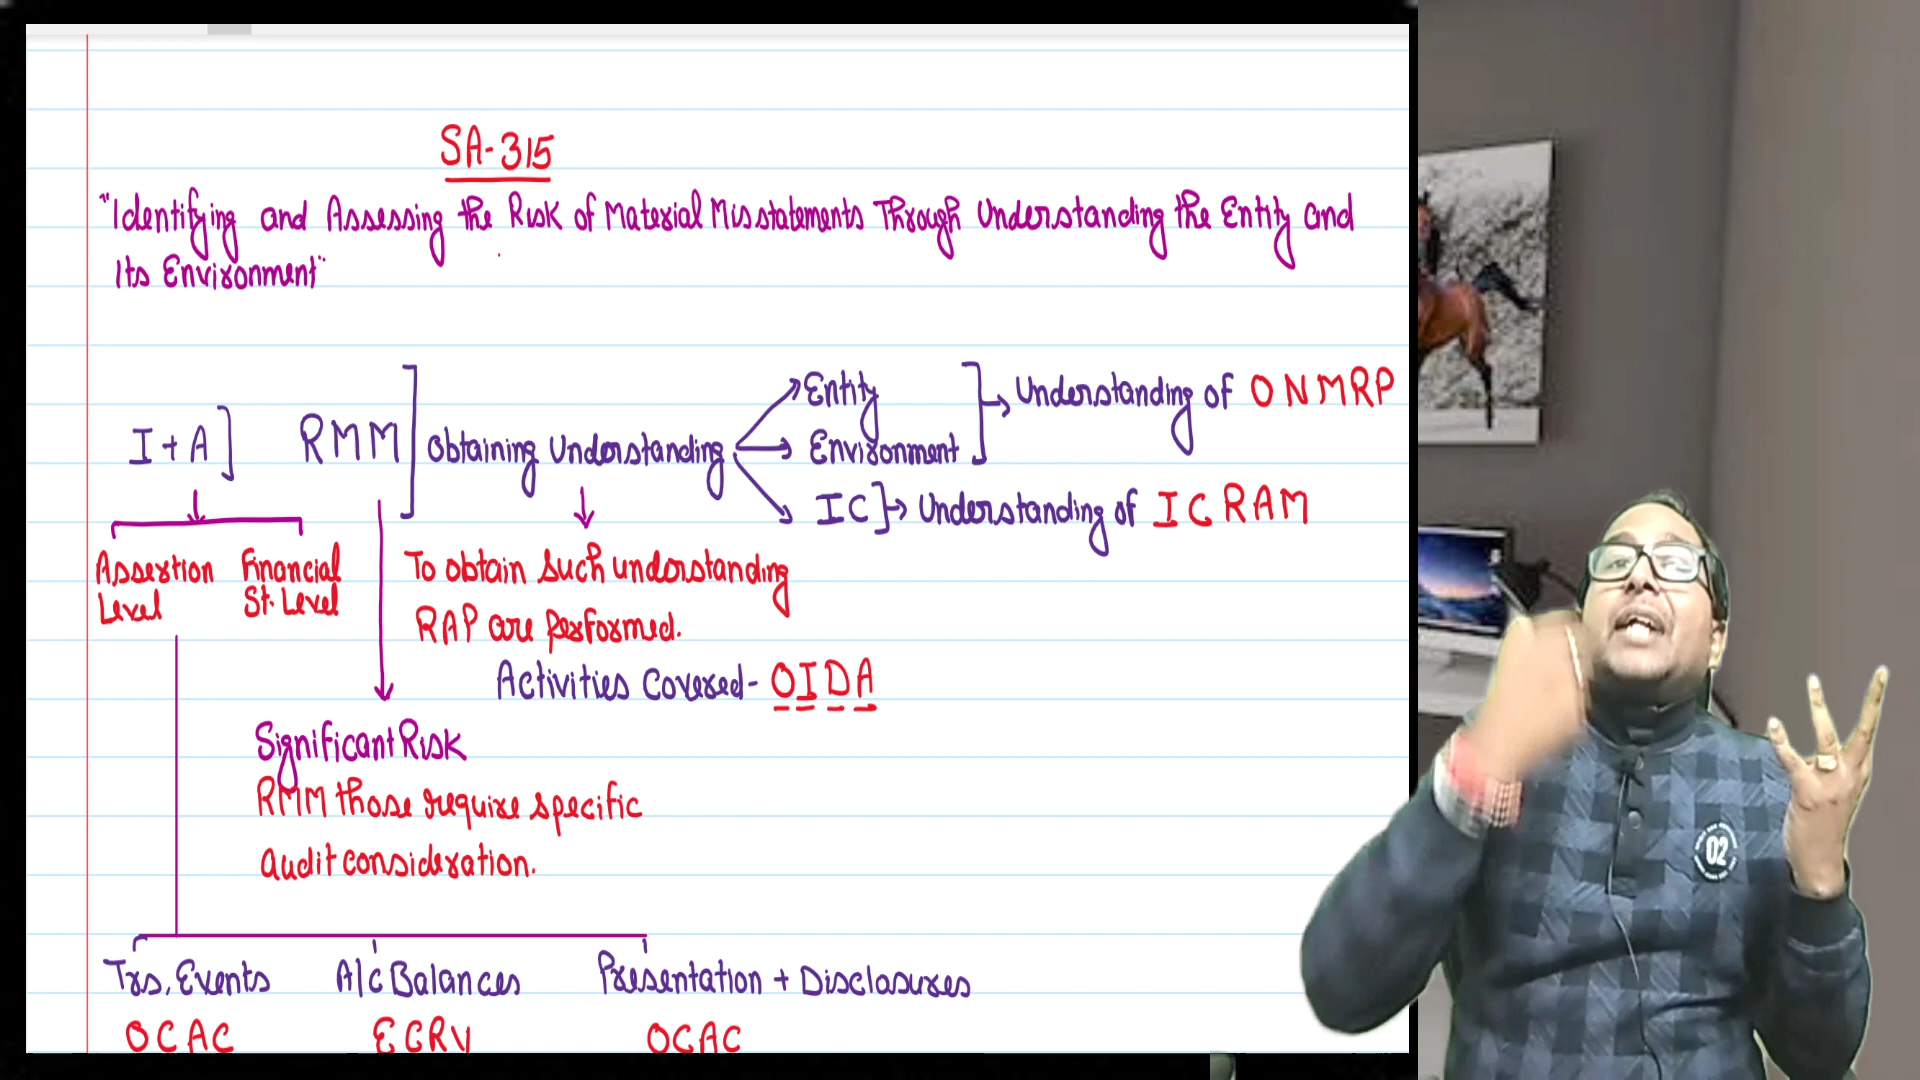 SA-315
"Identifying and Assessing the Risk of Material Misstatements Through Understanding the Entity and
Its Environment"
I + A] RMM] Obtaining Understanding
Entity
Environment
Understanding of ONMRP
IC Understanding of ICRAM
Assertion Level
Financial St. Level
To obtain such understanding
RAP are performed.
Activities Covered - OIDA
Significant Risk
RMM those require specific
audit consideration.
Trs, Events A/c Balances Presentation + Disclosures
OCAC ECRV OCAC
02